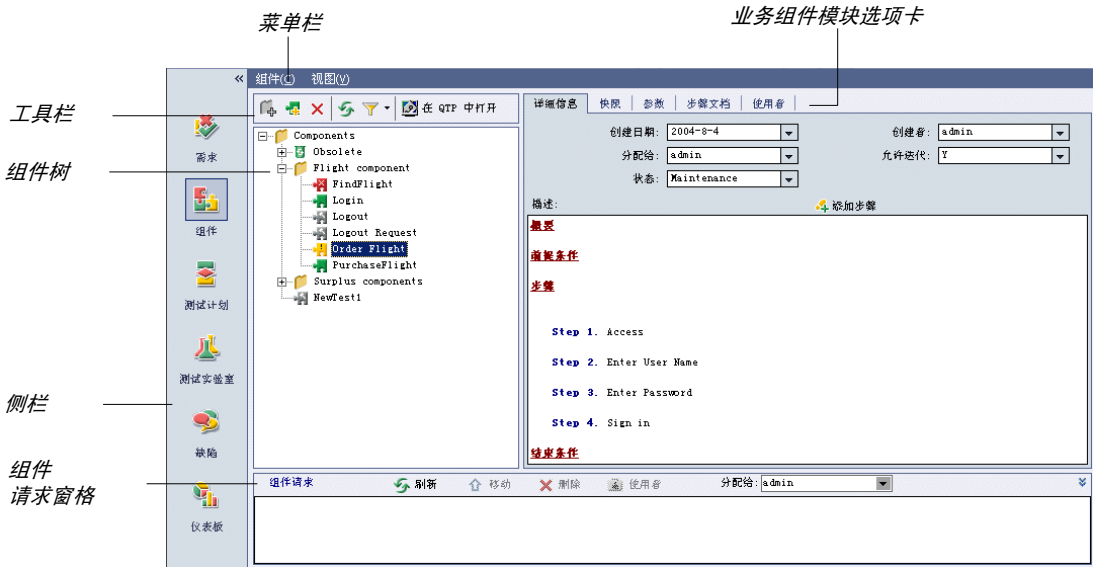 菜单栏
业务组件模块选项卡
工具栏
组件树
侧栏
组件
请求窗格
«
组件(C) 视图(V)
需求
组件
测试计划
测试实验室
缺陷
仪表板
在 QTP 中打开
Components
Obsolete
Flight component
FindFlight
Login
Logout
Logout Request
Order Flight
PurchaseFlight
Surplus components
NewTest1
详细信息 快照 参数 步骤文档 使用者
创建日期: 2004-8-4 创建者: admin
分配给: admin 允许迭代: Y
状态: Maintenance
描述: 添加步骤
概要
前提条件
步骤
Step 1. Access
Step 2. Enter User Name
Step 3. Enter Password
Step 4. Sign in
结束条件
组件请求 刷新 移动 删除 使用者 分配给: admin